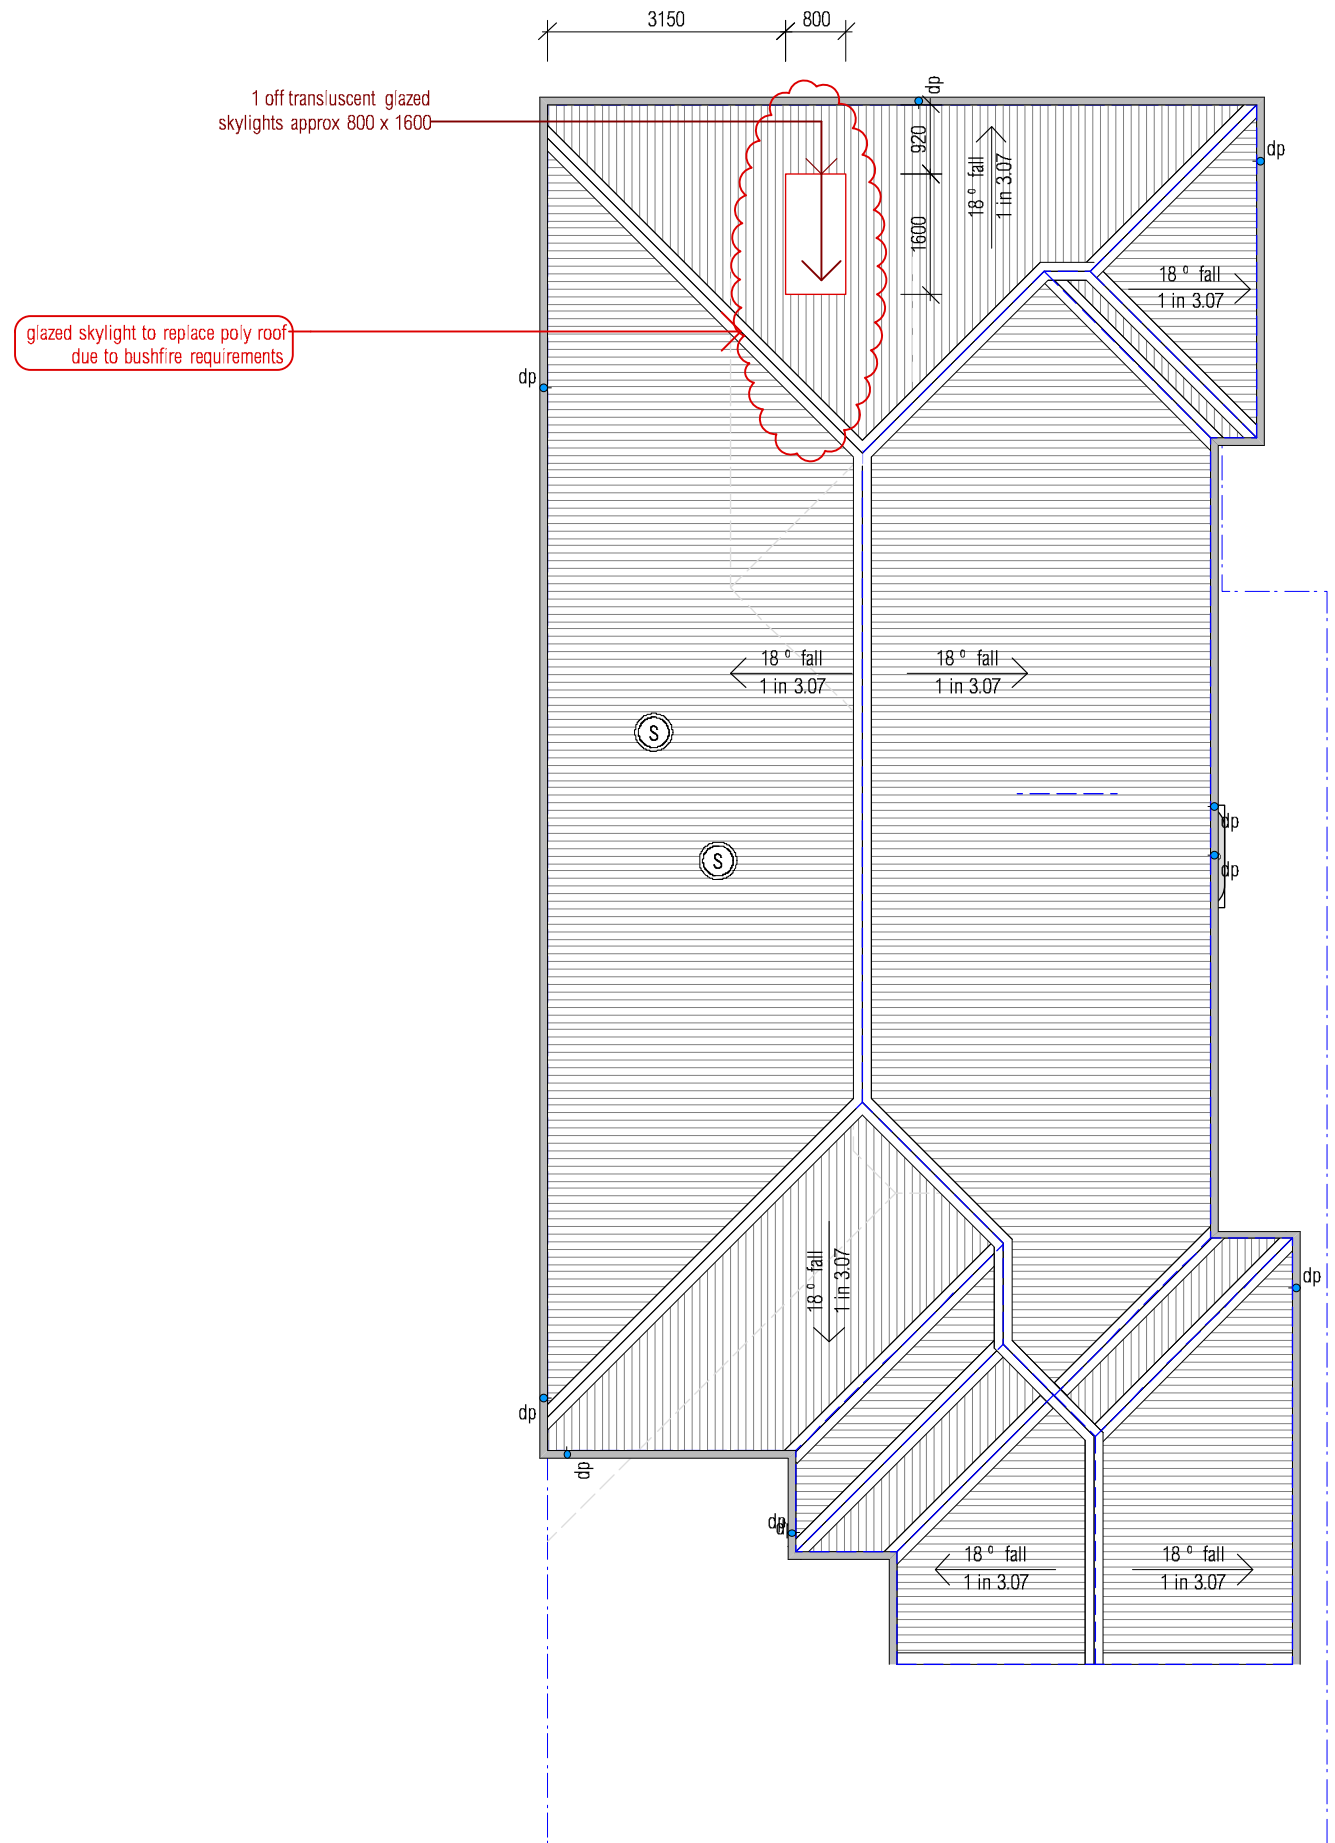 3150
800
dp
1 off transluscent glazed
skylights approx 800 x 1600
920
18 ° fall
1 in 3.07
dp
1600
18 ° fall
1 in 3.07
glazed skylight to replace poly roof
due to bushfire requirements
dp
18 ° fall
1 in 3.07
18 ° fall
1 in 3.07
S
dp
S
dp
18 ° fall
1 in 3.07
dp
dp
dp
dp
dp
18 ° fall
1 in 3.07
18 ° fall
1 in 3.07